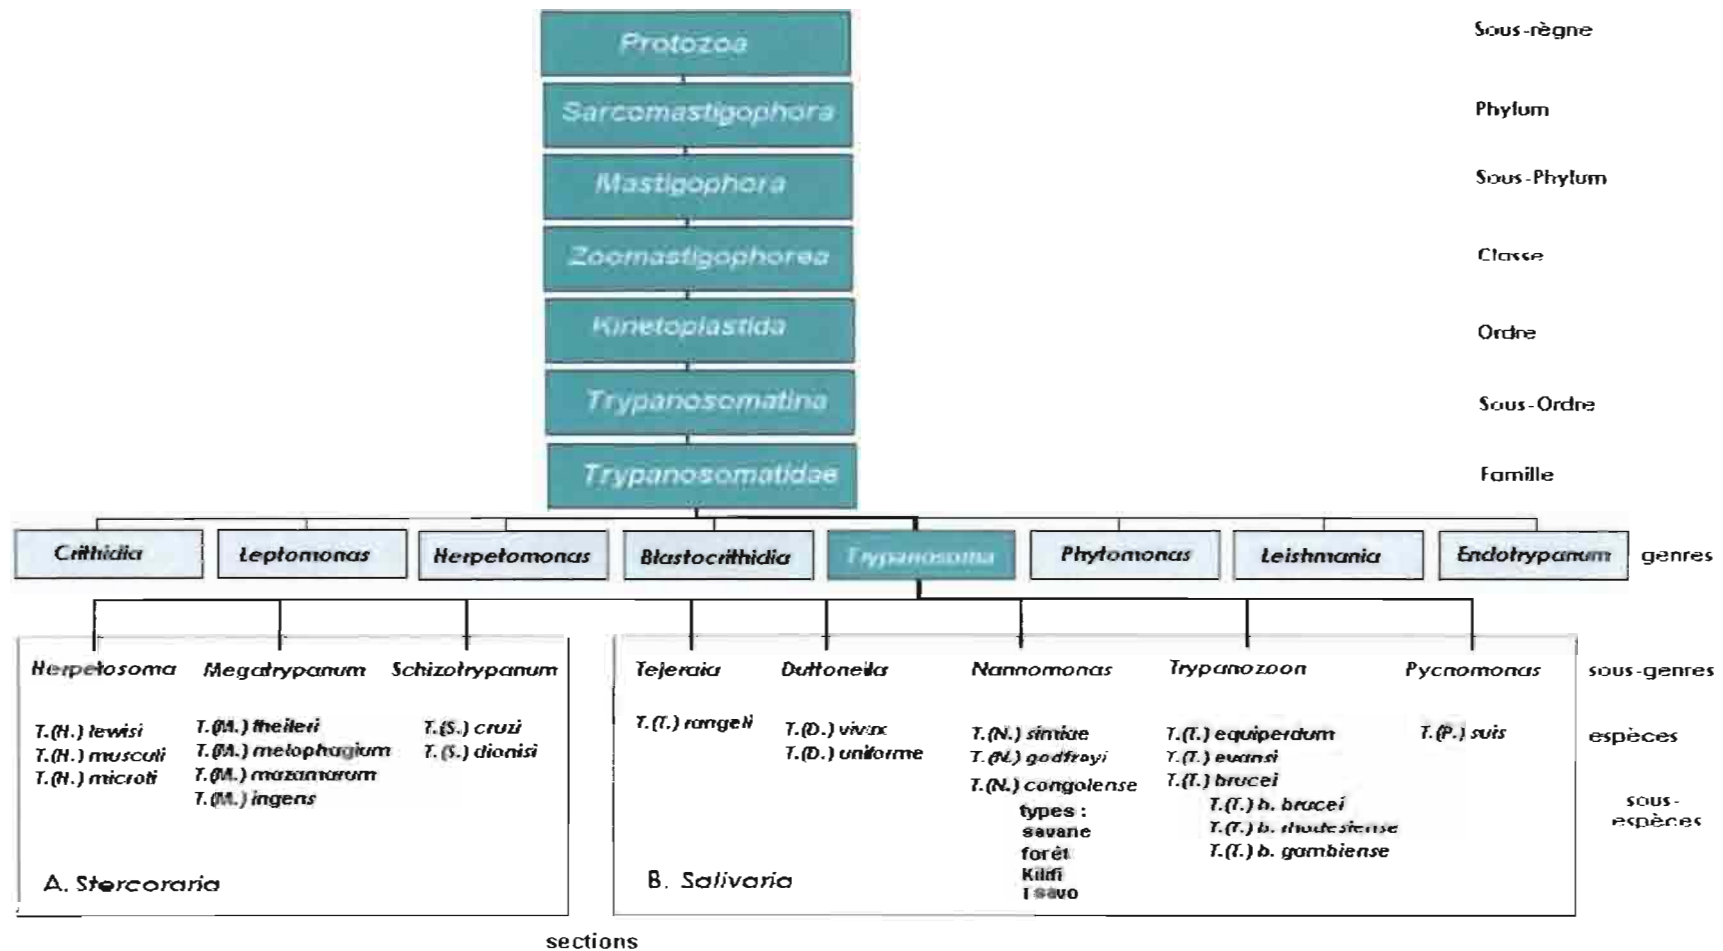 Protozoa
Sous-règne
Sarcomastigophora
Phylum
Mastigophora
Sous-Phylum
Zoomastigophorea
Classe
Kinetoplastida
Ordre
Trypanosomatina
Sous-Ordre
Trypanosomatidae
Famille
Crithidia
Leptomonas
Herpetomonas
Blastocrithidia
Trypanosoma
Phytomonas
Leishmania
Endotrypanum
genres
Herpetosoma
Megatrypanum
Schizotrypanum
Tejeraia
Duttonella
Nannomonas
Trypanozoon
Pycnomonas
sous-genres
T.(H.) lewisi
T.(H.) musculi
T.(H.) microti
T.(M.) theileri
T.(M.) melophagium
T.(M.) mazamarum
T.(M.) ingens
T.(S.) cruzi
T.(S.) dionisi
T.(T.) rangeli
T.(D.) vivax
T.(D.) uniforme
T.(N.) simiae
T.(N.) godfreyi
T.(N.) congolense
types :
savane
forêt
Kilifi
Tsavo
T.(T.) equiperdum
T.(T.) evansi
T.(T.) brucei
T.(T.) b. brucei
T.(T.) b. rhodesiense
T.(T.) b. gambiense
T.(P.) suis
espèces
sous-
espèces
A. Stercoraria
B. Salivaria
sections